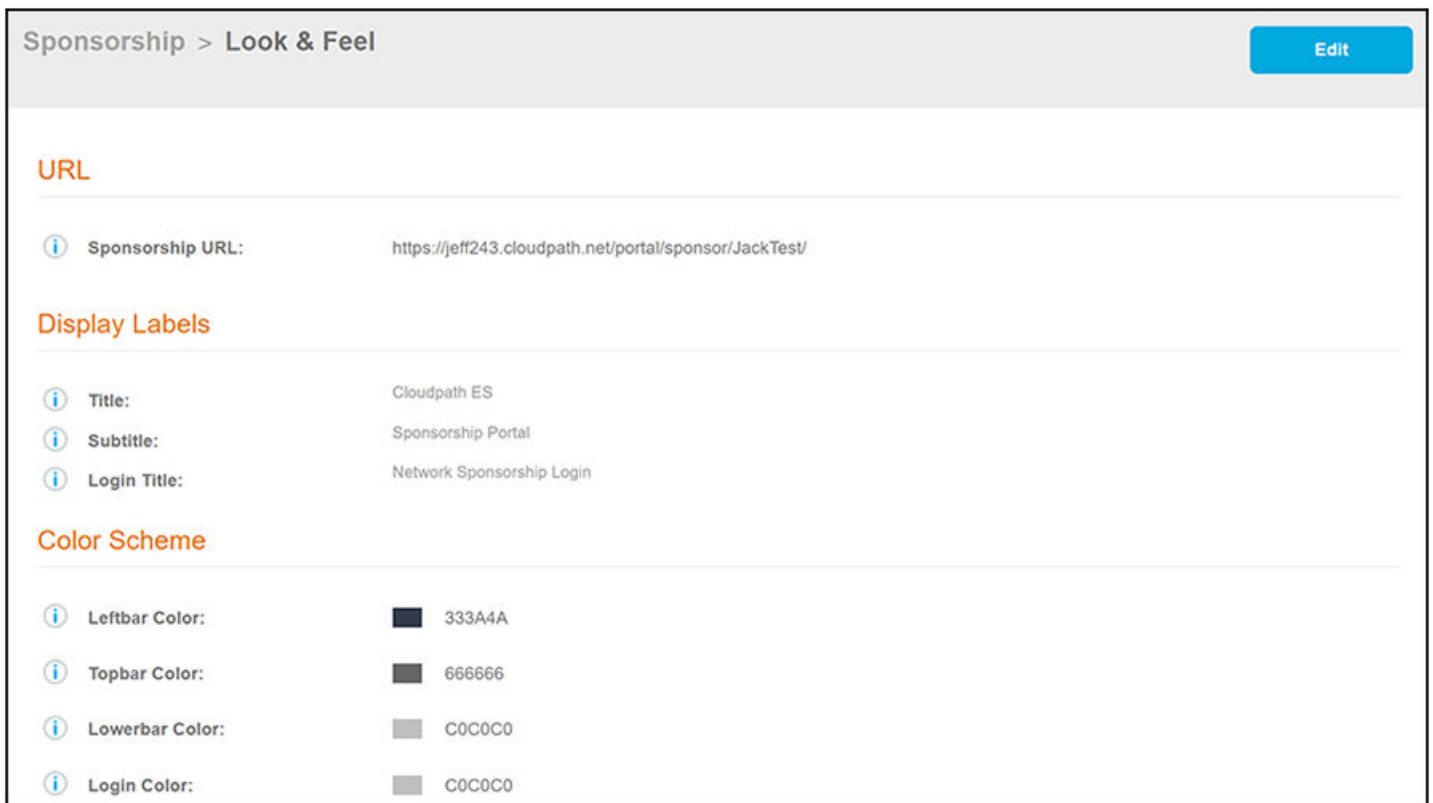 Sponsorship > Look & Feel
Edit
URL
Sponsorship URL: https://jeff243.cloudpath.net/portal/sponsor/JackTest/
Display Labels
Title: Cloudpath ES
Subtitle: Sponsorship Portal
Login Title: Network Sponsorship Login
Color Scheme
Leftbar Color: 333A4A
Topbar Color: 666666
Lowerbar Color: C0C0C0
Login Color: C0C0C0